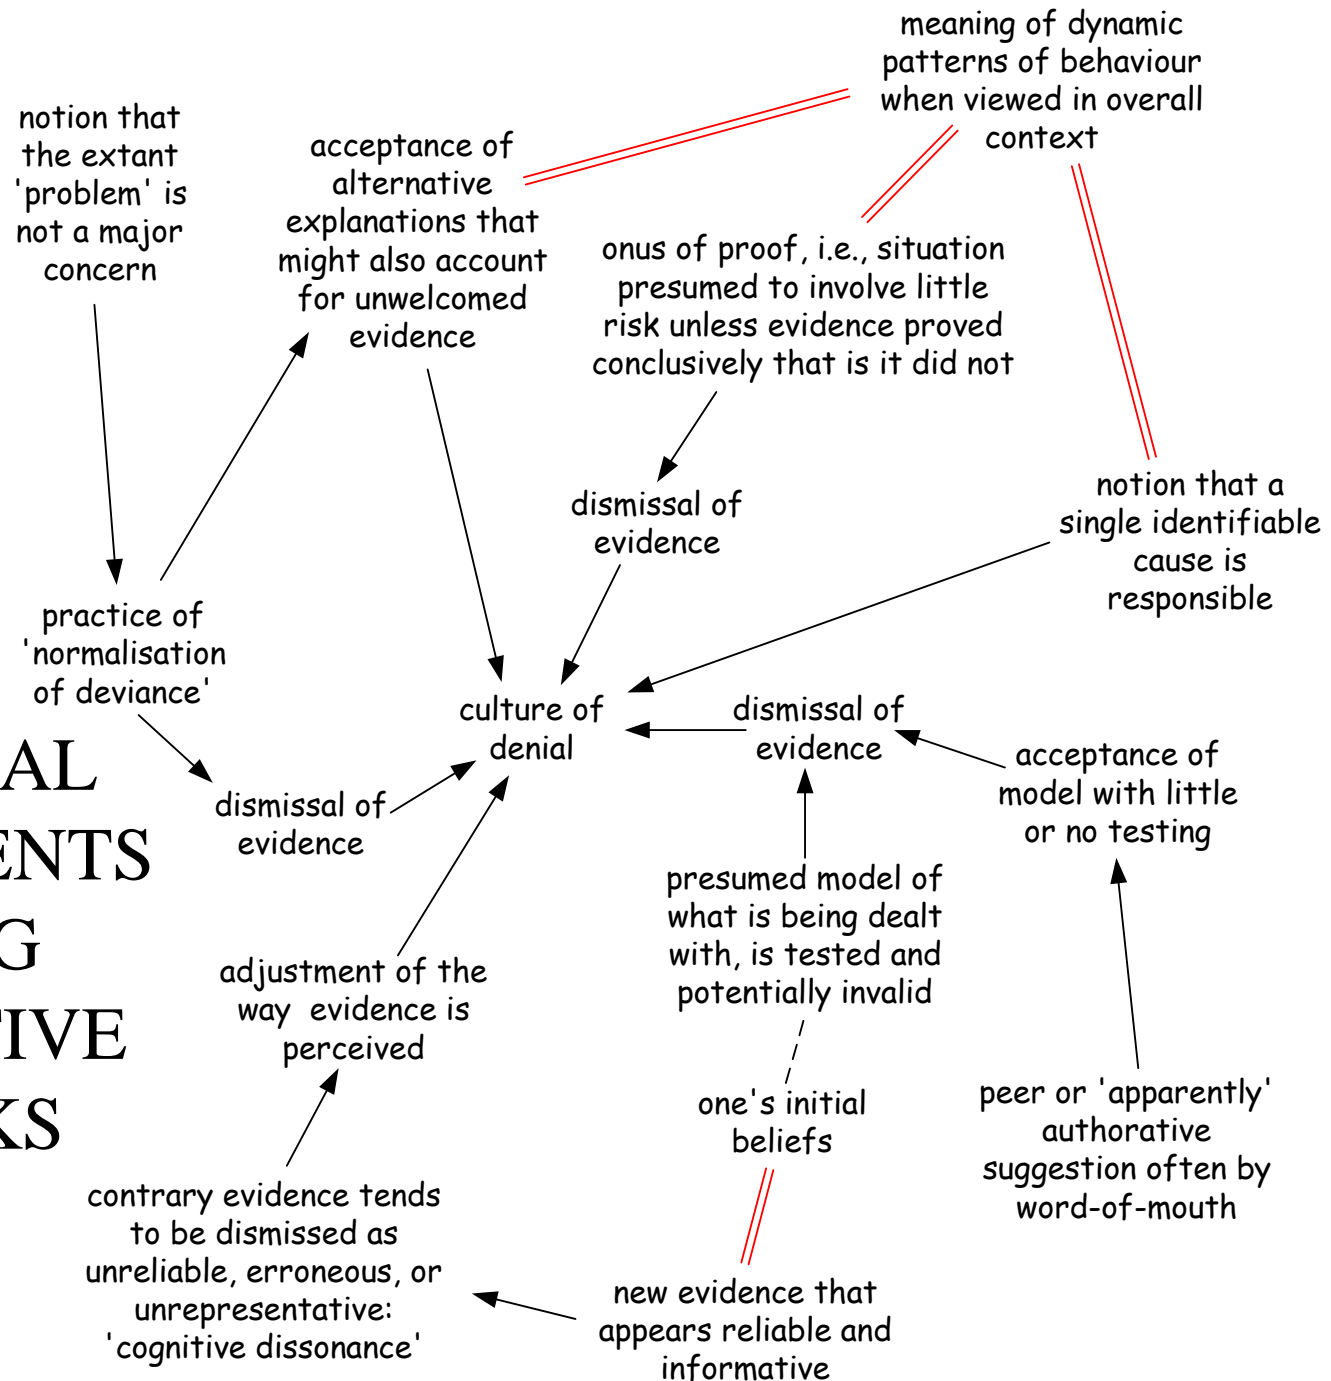 meaning of dynamic
patterns of behaviour
when viewed in overall
context
notion that
the extant
'problem' is
not a major
concern
acceptance of
alternative
explanations that
might also account
for unwelcomed
evidence
onus of proof, i.e., situation
presumed to involve little
risk unless evidence proved
conclusively that is it did not
dismissal of
evidence
notion that a
single identifiable
cause is
responsible
practice of
'normalisation
of deviance'
culture of
denial
dismissal of
evidence
acceptance of
model with little
or no testing
dismissal of
evidence
AL
ENTS
G
TIVE
KS
presumed model of
what is being dealt
with, is tested and
potentially invalid
adjustment of the
way evidence is
perceived
one's initial
beliefs
peer or 'apparently'
authorative
suggestion often by
word-of-mouth
contrary evidence tends
to be dismissed as
unreliable, erroneous, or
unrepresentative:
'cognitive dissonance'
new evidence that
appears reliable and
informative